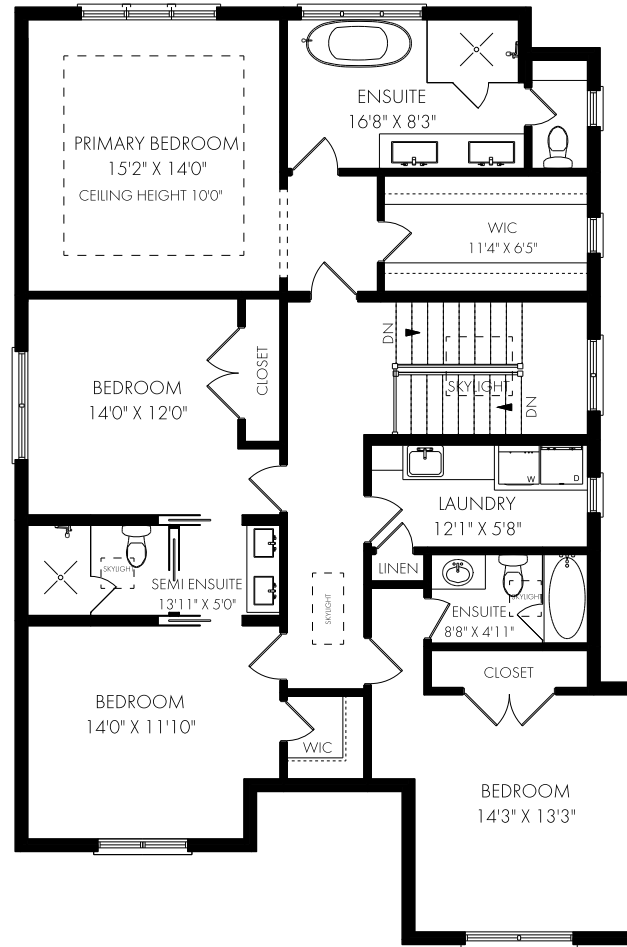 ENSUITE
16'8" X 8'3"
PRIMARY BEDROOM
15'2" X 14'0"
CEILING HEIGHT 10'0"
WIC
11'4" X 6'5"
DN
SKYLIGHT
DN
CLOSET
BEDROOM
14'0" X 12'0"
W
D
LAUNDRY
12'1" X 5'8"
LINEN
SKYLIGHT
SEMI ENSUITE
13'11" X 5'0"
SKYLIGHT
SKYLIGHT
ENSUITE
8'8" X 4'11"
CLOSET
BEDROOM
14'0" X 11'10"
WIC
BEDROOM
14'3" X 13'3"